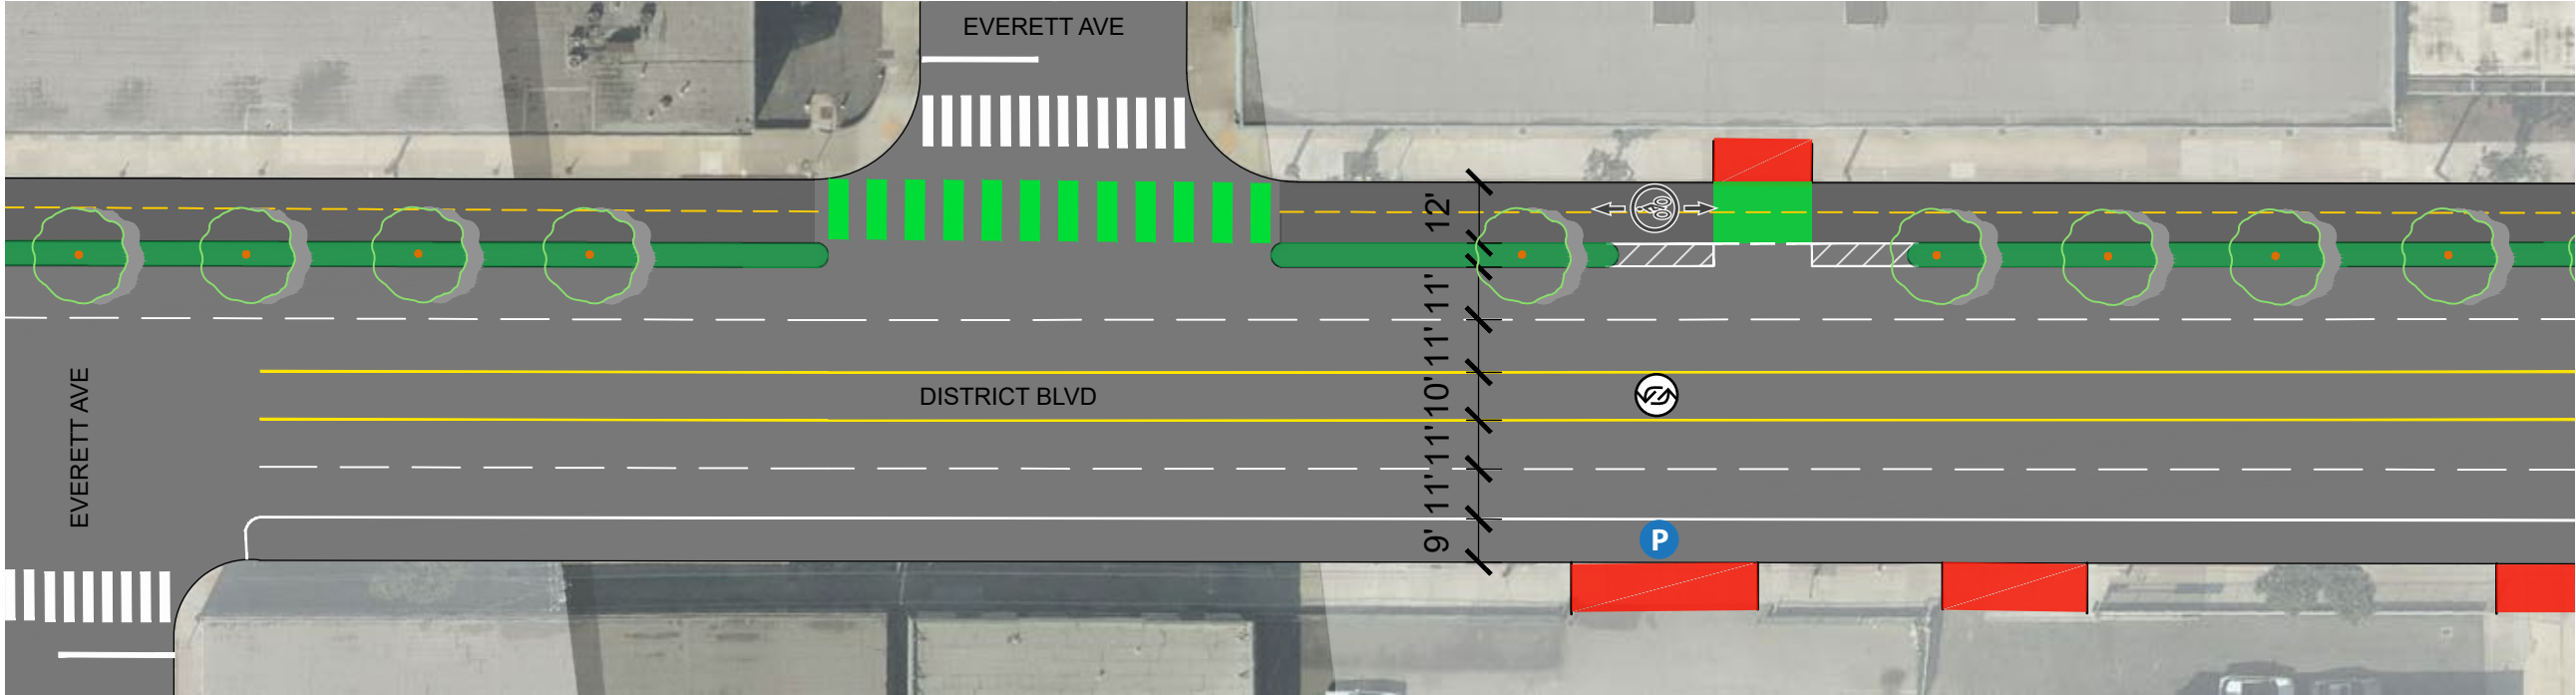 EVERETT AVE
12'
11'
11'
DISTRICT BLVD
10'
EVERETT AVE
11'
11'
9'
P